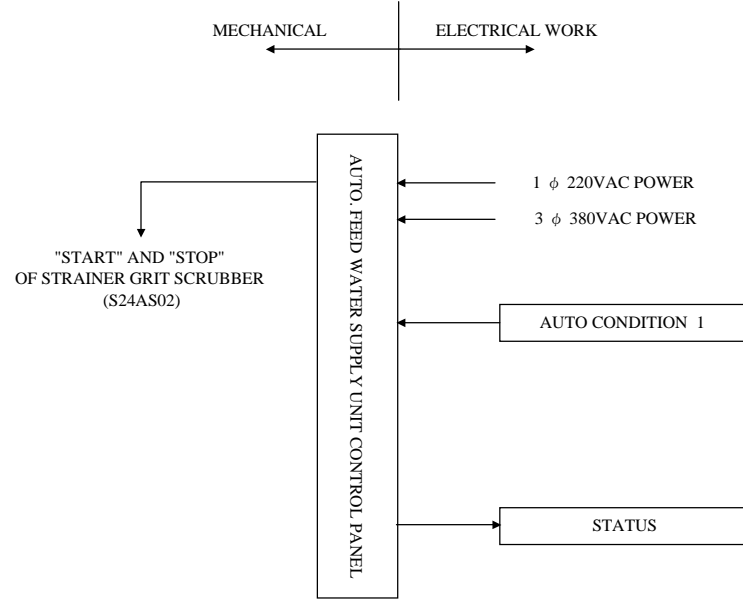 MECHANICAL
ELECTRICAL WORK
AUTO. FEED WATER SUPPLY UNIT CONTROL PANEL
1 ϕ 220VAC POWER
3 ϕ 380VAC POWER
"START" AND "STOP"
OF STRAINER GRIT SCRUBBER
(S24AS02)
AUTO CONDITION 1
STATUS